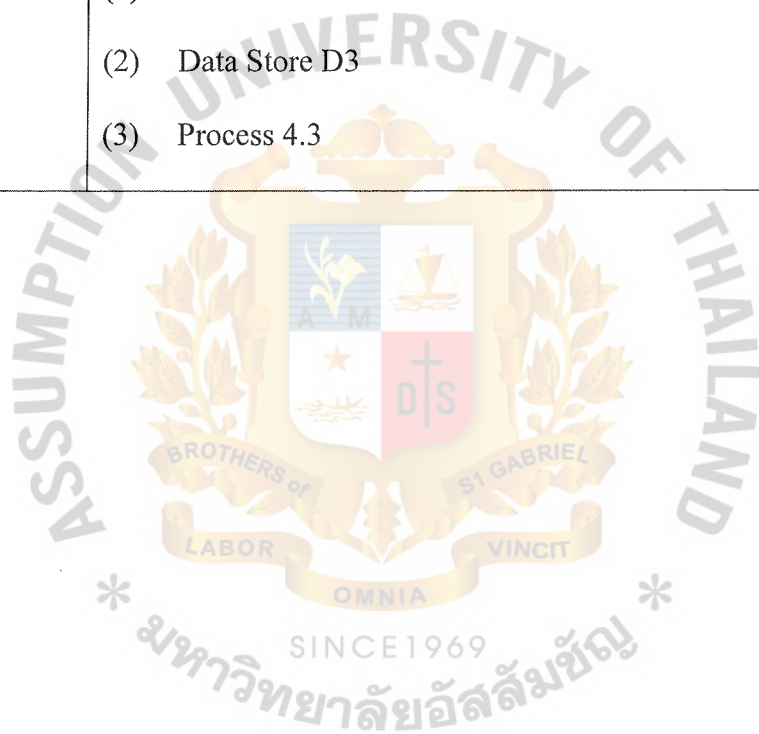 (2) Data Store D3
(3) Process 4.3
ASSUMPTION UNIVERSITY OF THAILAND
A M
D S
BROTHERS of S1 GABRIEL
LABOR VINCIT
OMNIA
SINCE1969
* มหาวิทยาลัยอัสสัมชัญ *